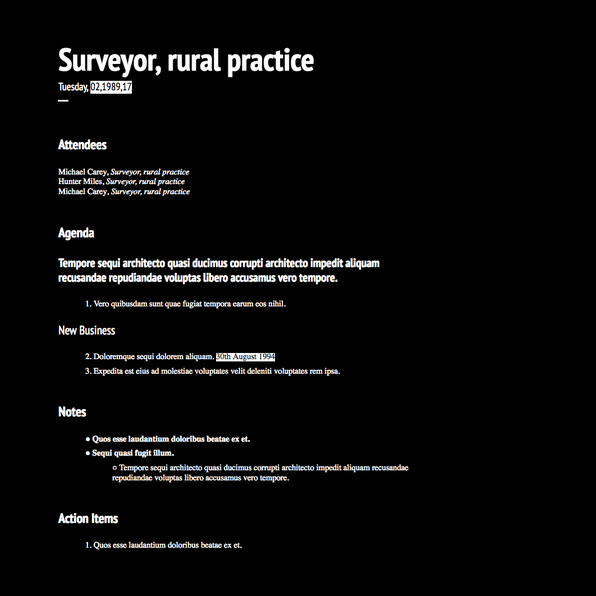 Surveyor, rural practice
Tuesday, 02,1989,17
Attendees
Michael Carey, Surveyor, rural practice
Hunter Miles, Surveyor, rural practice
Michael Carey, Surveyor, rural practice
Agenda
Tempore sequi architecto quasi ducimus corrupti architecto impedit aliquam
recusandae repudiandae voluptas libero accusamus vero tempore.
1. Vero quibusdam sunt quae fugiat tempora earum eos nihil.
New Business
2. Doloremque sequi dolorem aliquam. 30th August 1994
3. Expedita est eius ad molestiae voluptates velit deleniti voluptates rem ipsa.
Notes
● Quos esse laudantium doloribus beatae ex et.
● Sequi quasi fugit illum.
○ Tempore sequi architecto quasi ducimus corrupti architecto impedit aliquam recusandae
repudiandae voluptas libero accusamus vero tempore.
Action Items
1. Quos esse laudantium doloribus beatae ex et.